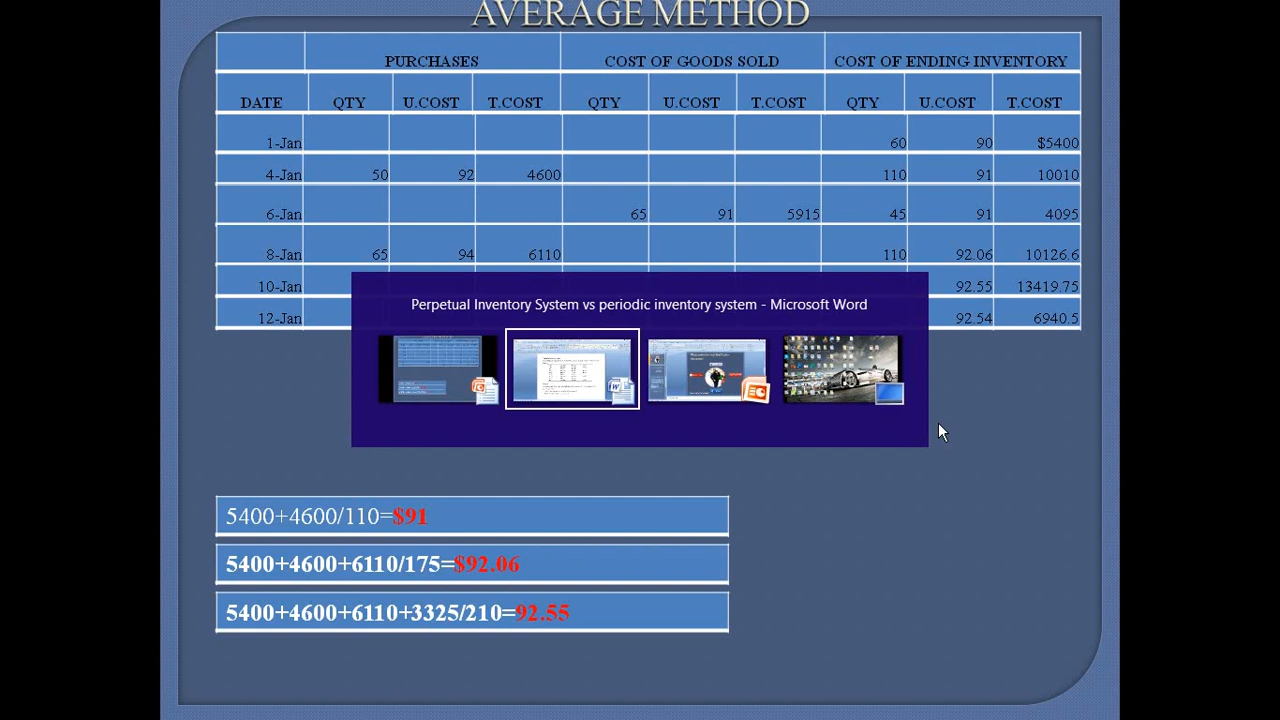 AVERAGE METHOD
PURCHASES COST OF GOODS SOLD COST OF ENDING INVENTORY
DATE QTY U.COST T.COST QTY U.COST T.COST QTY U.COST T.COST
1-Jan 60 90 $5400
4-Jan 50 92 4600 110 91 10010
6-Jan 65 91 5915 45 91 4095
8-Jan 65 94 6110 110 92.06 10126.6
10-Jan 92.55 13419.75
12-Jan 92.54 6940.5
Perpetual Inventory System vs periodic inventory system - Microsoft Word
5400+4600/110=$91
5400+4600+6110/175=$92.06
5400+4600+6110+3325/210=92.55